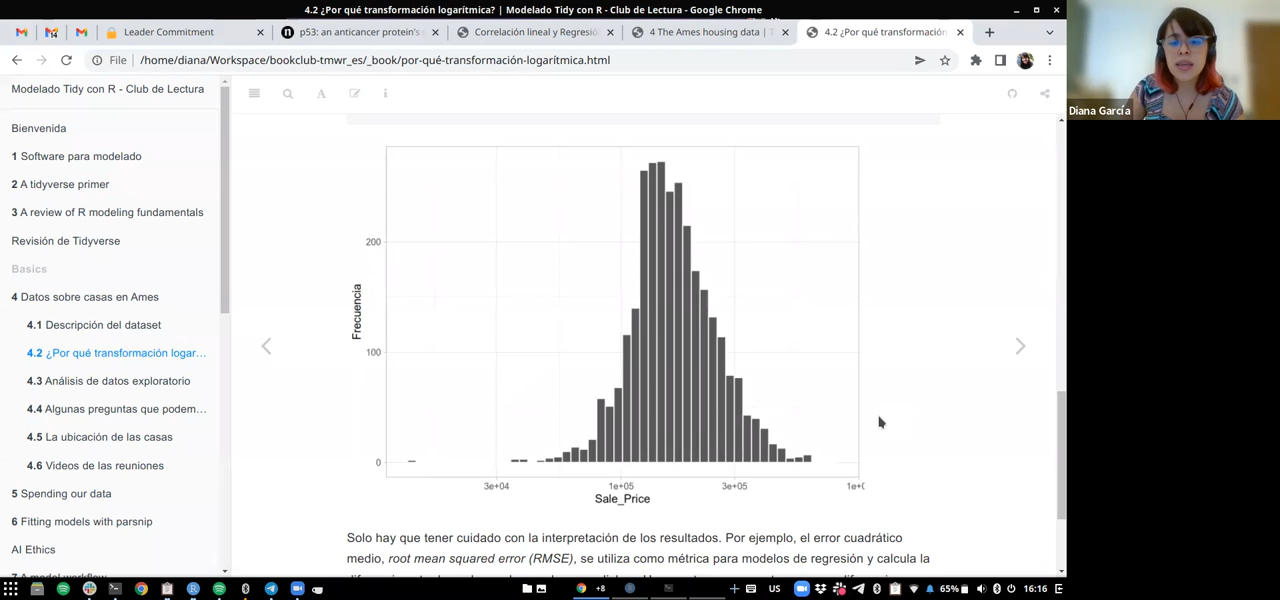 4.2 ¿Por qué transformación logarítmica? | Modelado Tidy con R - Club de Lectura - Google Chrome
Leader Commitment
p53: an anticancer protein's
Correlación lineal y Regresió
4 The Ames housing data | T
4.2 ¿Por qué transformación
File
/home/diana/Workspace/bookclub-tmwr_es/_book/por-qué-transformación-logarítmica.html
Diana García
Modelado Tidy con R - Club de Lectura
Bienvenida
1 Software para modelado
2 A tidyverse primer
3 A review of R modeling fundamentals
Revisión de Tidyverse
Basics
4 Datos sobre casas en Ames
4.1 Descripción del dataset
4.2 ¿Por qué transformación logar…
4.3 Análisis de datos exploratorio
4.4 Algunas preguntas que podem…
4.5 La ubicación de las casas
4.6 Videos de las reuniones
5 Spending our data
6 Fitting models with parsnip
AI Ethics
7 A model workflow
Frecuencia
200
100
0
3e+04
1e+05
3e+05
1e+0
Sale_Price
Solo hay que tener cuidado con la interpretación de los resultados. Por ejemplo, el error cuadrático
medio, root mean squared error (RMSE), se utiliza como métrica para modelos de regresión y calcula la
US
65%
16:16